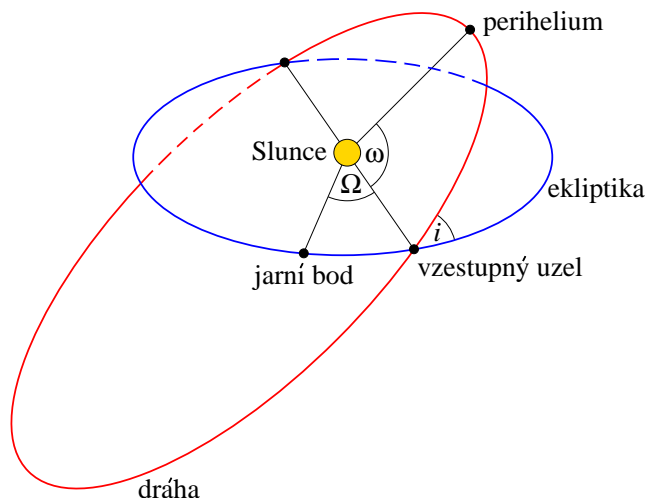 perihelium
Slunce
ω
Ω
ekliptika
i
jarní bod
vzestupný uzel
dráha